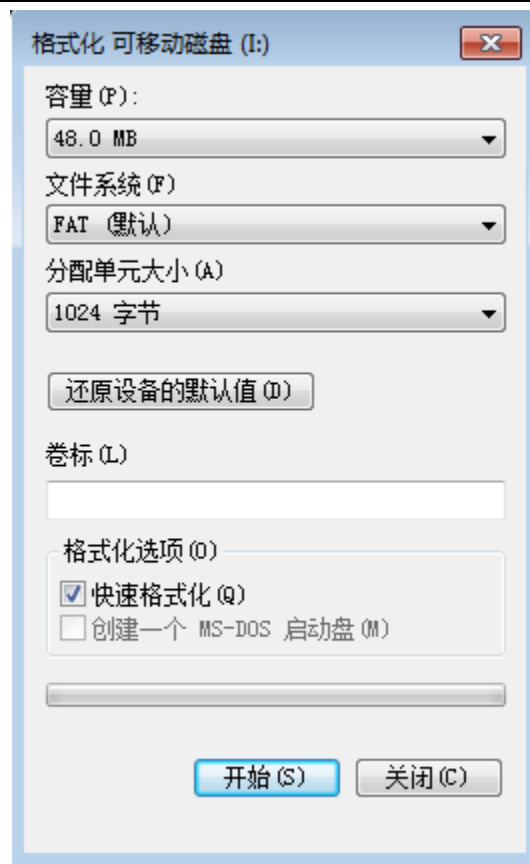 格式化 可移动磁盘 (I:)
容量(P):
48.0 MB
文件系统(F)
FAT (默认)
分配单元大小(A)
1024 字节
还原设备的默认值(D)
卷标(L)
格式化选项(O)
快速格式化(Q)
创建一个 MS-DOS 启动盘(M)
开始(S)
关闭(C)